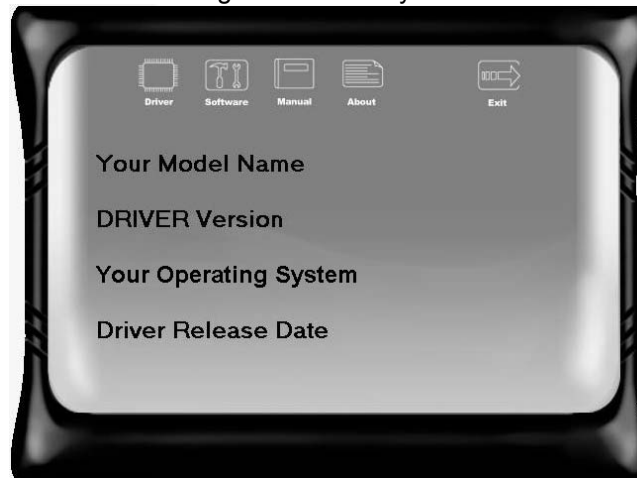 Driver Software Manual About Exit
Your Model Name
DRIVER Version
Your Operating System
Driver Release Date